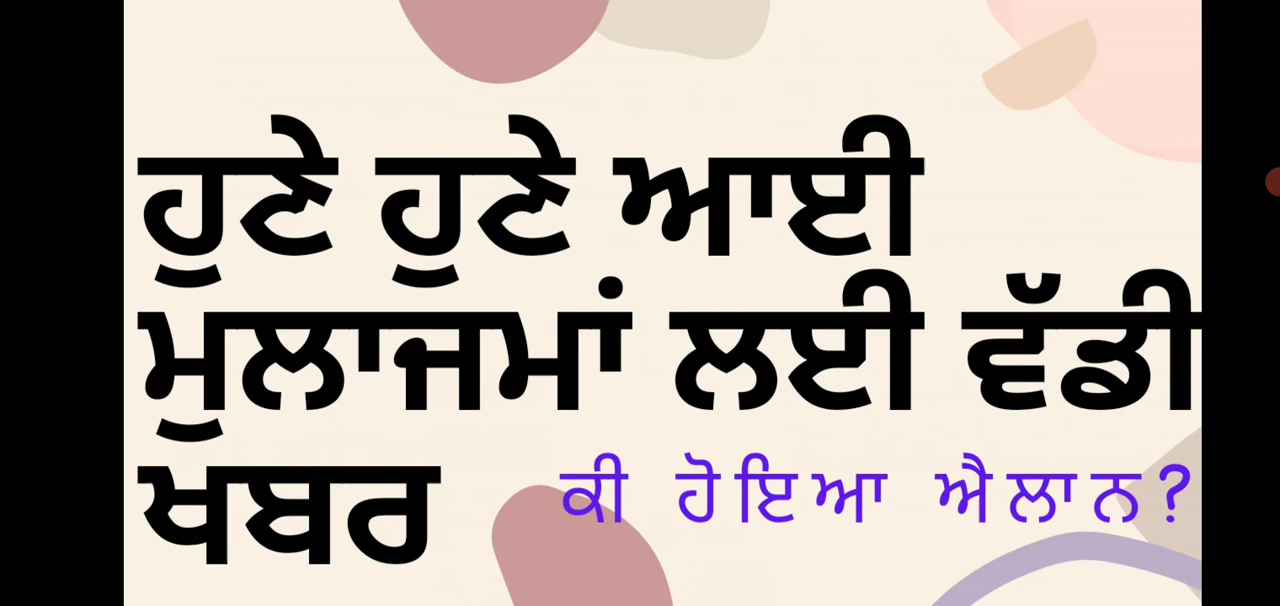 ਹੁਣੇ ਹੁਣੇ ਆਈ
ਮੁਲਾਜਮਾਂ ਲਈ ਵੱਡੀ
ਖਬਰ
ਕੀ ਹੋਇਆ ਐਲਾਨ?